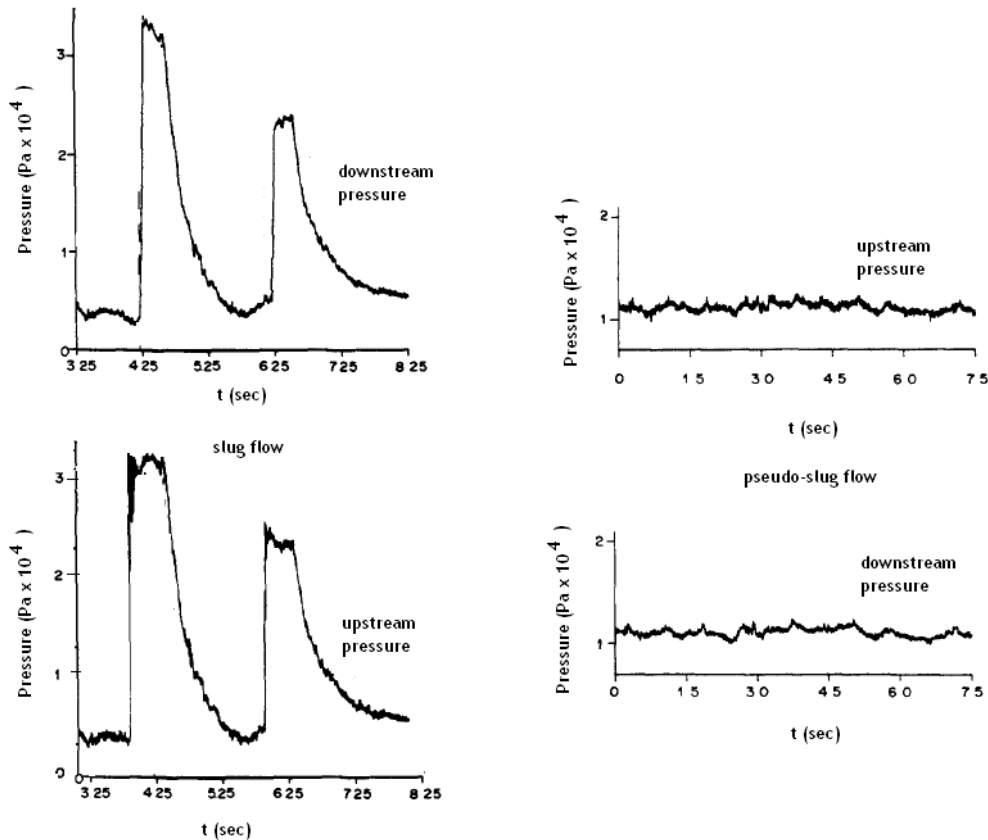 Pressure (Pa x 10⁴ )
3
2
1
0
downstream
pressure
3 25
4 25
5 25
6 25
7 25
8 25
t (sec)
Pressure (Pa x 10⁴ )
2
1
upstream
pressure
0
1 5
3 0
4 5
6 0
7 5
t (sec)
slug flow
Pressure (Pa x 10⁴ )
3
2
1
0
upstream
pressure
0
3 25
4 25
5 25
6 25
7 25
8 25
t (sec)
pseudo-slug flow
Pressure (Pa x 10⁴ )
2
1
downstream
pressure
0
1 5
3 0
4 5
6 0
7 5
t (sec)